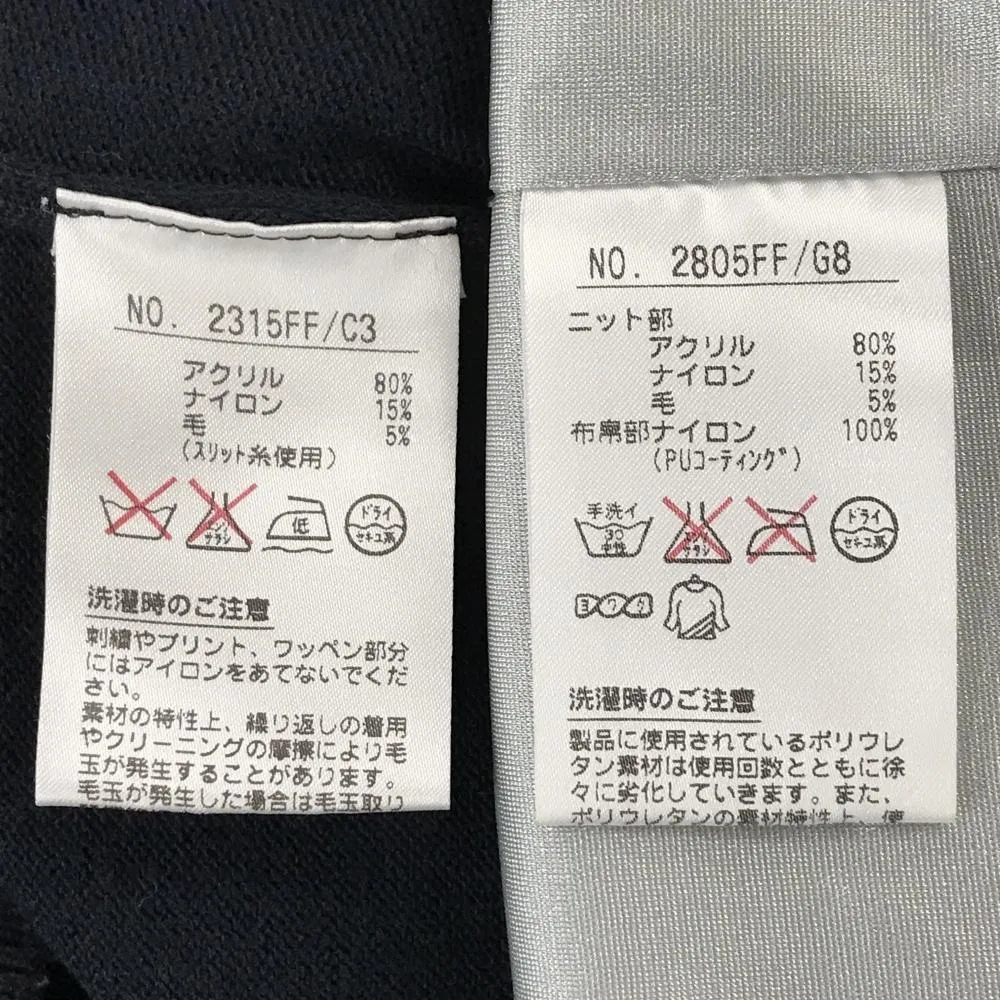 NO. 2315FF/C3
アクリル 80%
ナイロン 15%
毛 5%
(スリット糸使用)
低
ドライ
セキユ系
洗濯時のご注意
刺繍やプリント、ワッペン部分
にはアイロンをあてないでくだ
さい。
素材の特性上、繰り返しの着用
やクリーニングの摩擦により毛
玉が発生することがあります。
毛玉が発生した場合は毛玉取り
NO. 2805FF/G8
ニット部
アクリル 80%
ナイロン 15%
毛 5%
布帛部ナイロン 100%
(PUコーティング)
手洗イ
30
中性
エンソ
サラシ
ドライ
セキユ系
ヨワク
洗濯時のご注意
製品に使用されているポリウレ
タン素材は使用回数とともに徐
々に劣化していきます。また、
ポリウレタンの素材特性上、